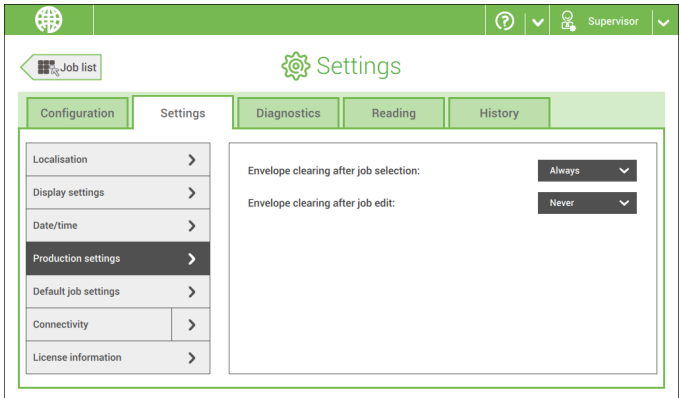 Supervisor
Job list
Settings
Configuration
Settings
Diagnostics
Reading
History
Localisation
Display settings
Date/time
Production settings
Default job settings
Connectivity
License information
Envelope clearing after job selection:
Always
Envelope clearing after job edit:
Never